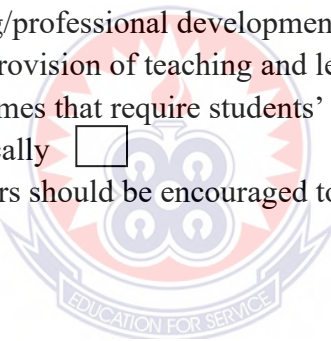 g/professional developmen
rovision of teaching and le
mes that require students’
cally
rs should be encouraged to
EDUCATION FOR SERVICE